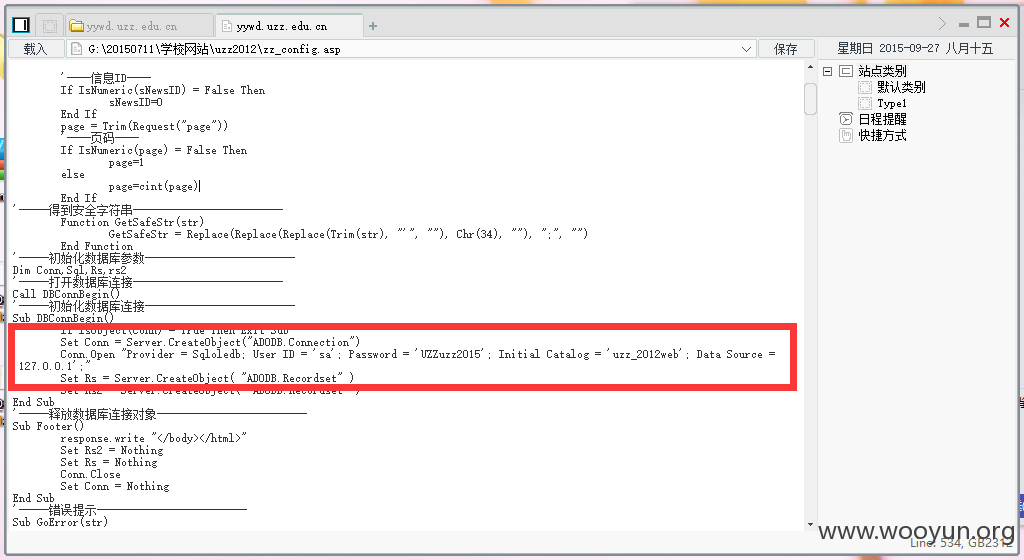 yywd.uzz.edu.cn
yywd.uzz.edu.cn
载入
G:\20150711\学校网站\uzz2012\zz_config.asp
保存
星期日 2015-09-27 八月十五
'----信息ID----
If IsNumeric(sNewsID) = False Then
sNewsID=0
End If
page = Trim(Request("page"))
'----页码----
If IsNumeric(page) = False Then
page=1
else
page=cint(page)
End If
'-----得到安全字符串-------------------------
Function GetSafeStr(str)
GetSafeStr = Replace(Replace(Replace(Trim(str), "'", ""), Chr(34), ""), ";", "")
End Function
'-----初始化数据库参数-------------------------
Dim Conn,Sql,Rs,rs2
'-----打开数据库连接-------------------------
Call DBConnBegin()
'-----初始化数据库连接-------------------------
Sub DBConnBegin()
If IsObject(Conn) = True Then Exit Sub
Set Conn = Server.CreateObject("ADODB.Connection")
Conn.Open "Provider = Sqloledb; User ID = 'sa'; Password = 'UZZuzz2015'; Initial Catalog = 'uzz_2012web'; Data Source =
127.0.0.1';"
Set Rs = Server.CreateObject( "ADODB.Recordset" )
Set Rs2 = Server.CreateObject( "ADODB.Recordset" )
End Sub
'-----释放数据库连接对象-------------------------
Sub Footer()
response.write "</body></html>"
Set Rs2 = Nothing
Set Rs = Nothing
Conn.Close
Set Conn = Nothing
End Sub
'-----错误提示-------------------------
Sub GoError(str)
站点类别
默认类别
Type1
日程提醒
快捷方式
www.wooyun.org
Line: 534, GB2312